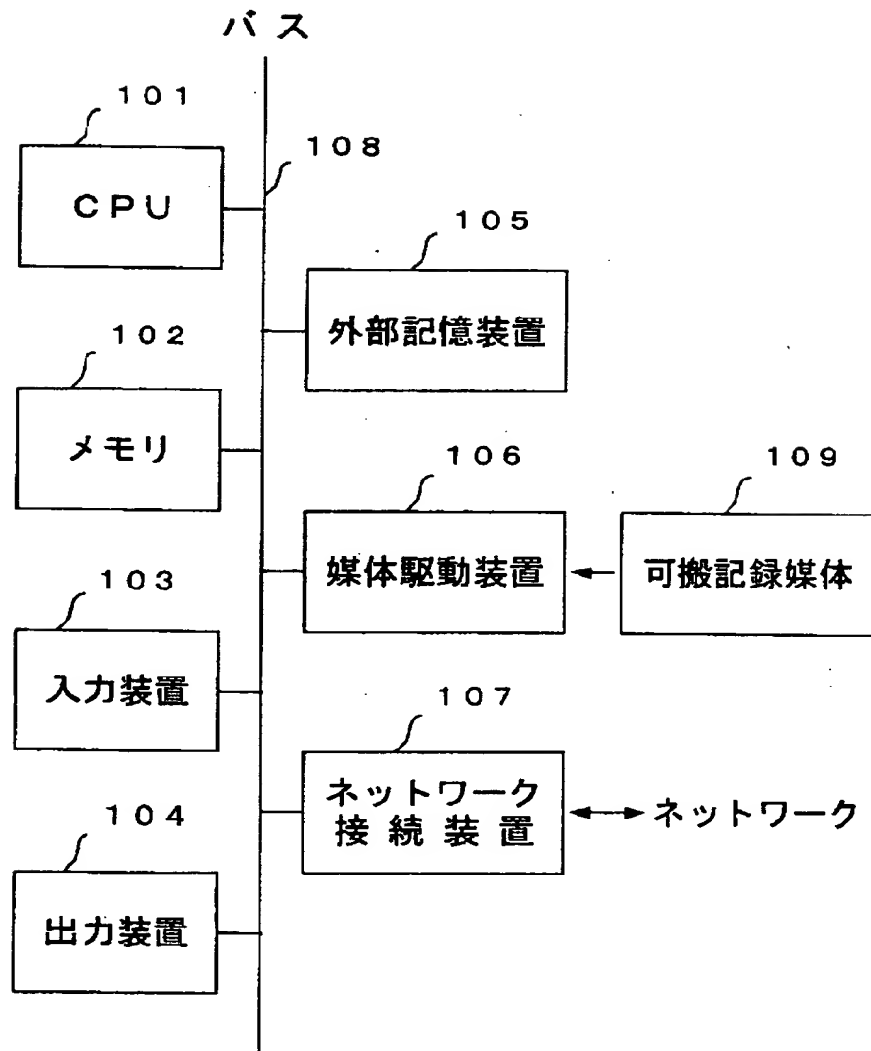 バス
101
108
CPU
105
外部記憶装置
102
メモリ
106
109
媒体駆動装置
可搬記録媒体
103
入力装置
107
ネットワーク
接続装置
ネットワーク
104
出力装置